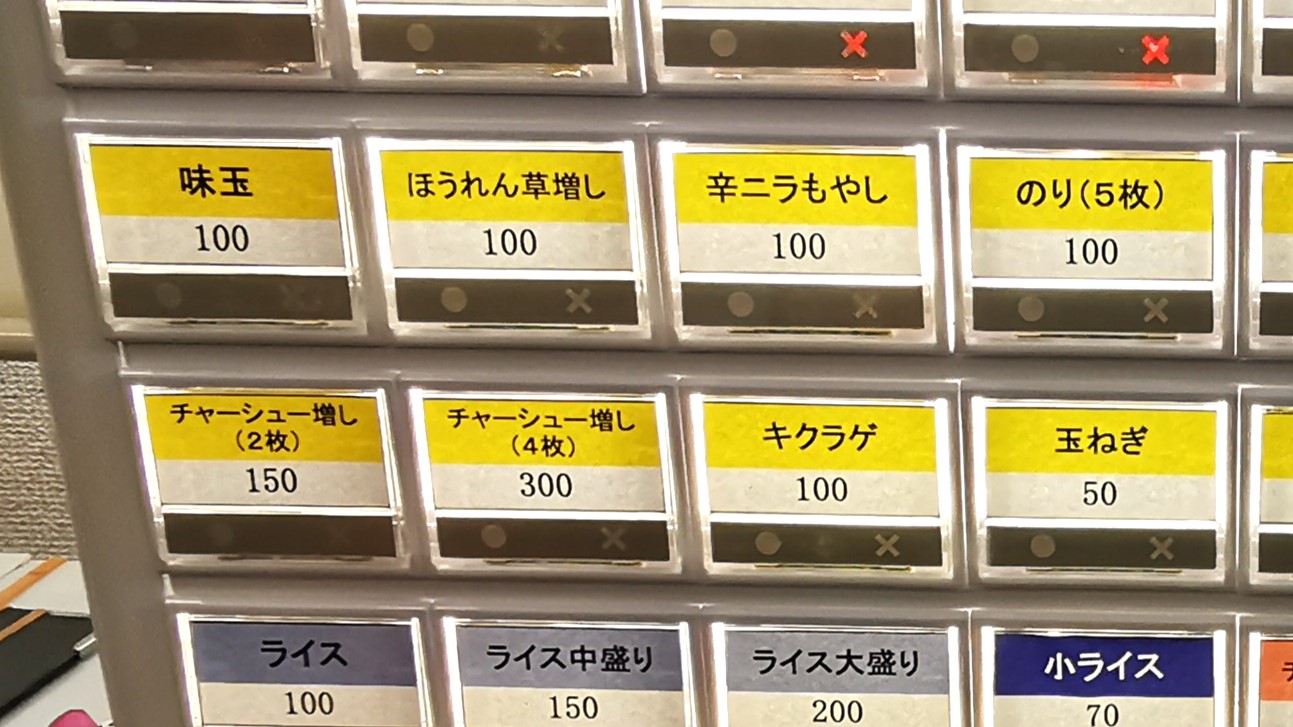 味玉
100
ほうれん草増し
100
辛ニラもやし
100
のり(5枚)
100
チャーシュー増し
(2枚)
150
チャーシュー増し
(4枚)
300
キクラゲ
100
玉ねぎ
50
ライス
100
ライス中盛り
150
ライス大盛り
200
小ライス
70